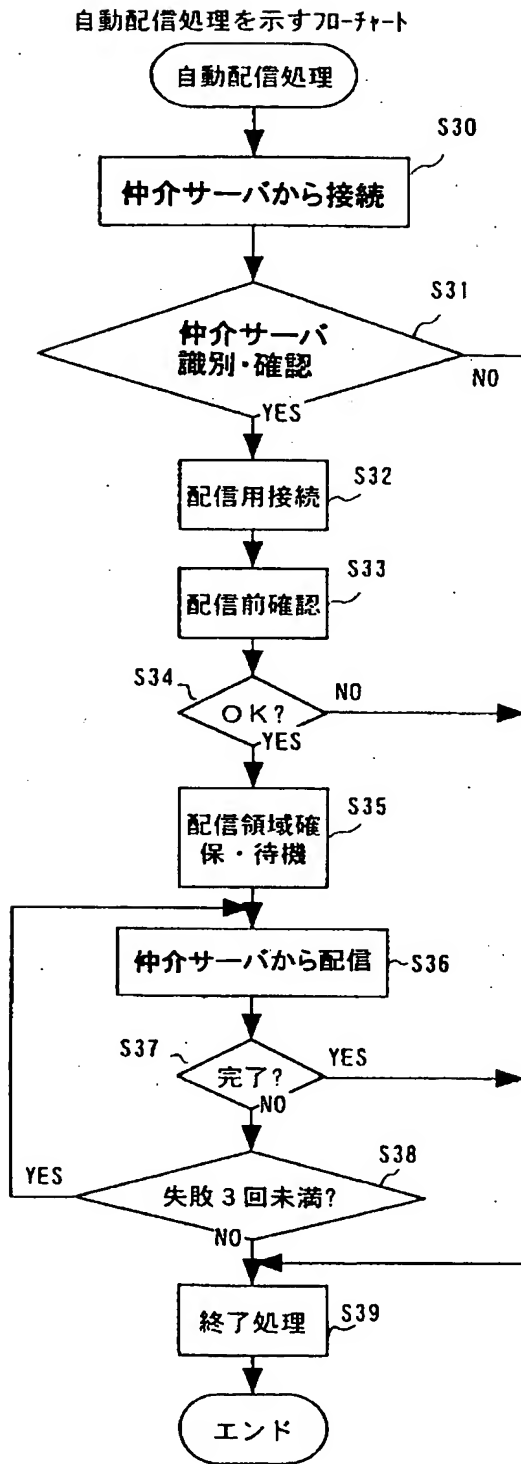 自動配信処理を示すフローチャート
自動配信処理
S30
仲介サーバから接続
S31
仲介サーバ
識別・確認
NO
YES
S32
配信用接続
S33
配信前確認
S34
NO
OK?
YES
S35
配信領域確
保・待機
仲介サーバから配信
S36
S37
YES
完了?
NO
S38
YES
失敗3回未満?
NO
S39
終了処理
エンド